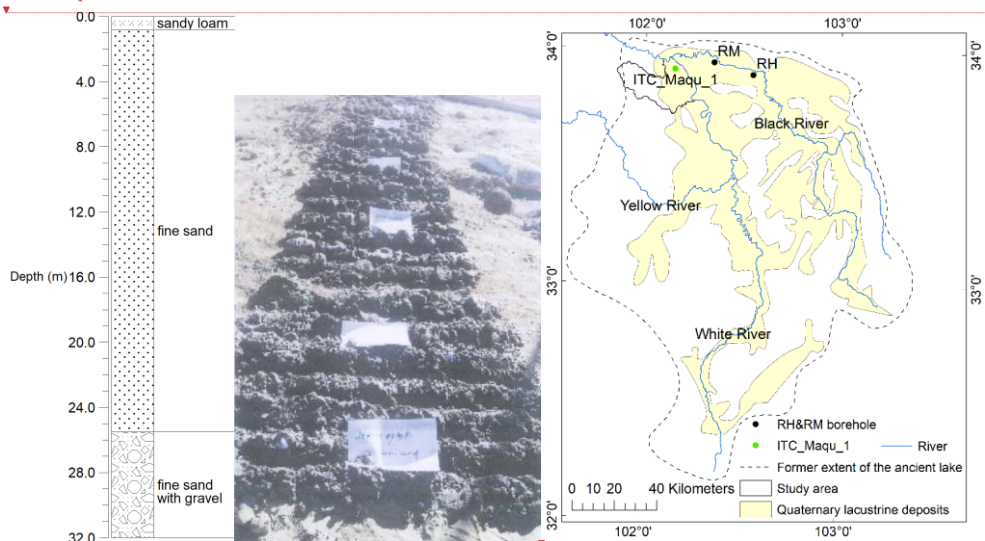 0.0
sandy loam
4.0
8.0
12.0
fine sand
Depth (m)
16.0
20.0
24.0
28.0
fine sand
with gravel
32.0
102°0'
103°0'
34°0'
34°0'
RM
RH
ITC_Maqu_1
Black River
Yellow River
33°0'
33°0'
White River
RH&RM borehole
ITC_Maqu_1
River
Former extent of the ancient lake
0 10 20 40 Kilometers
Study area
Quaternary lacustrine deposits
32°0'
102°0'
103°0'